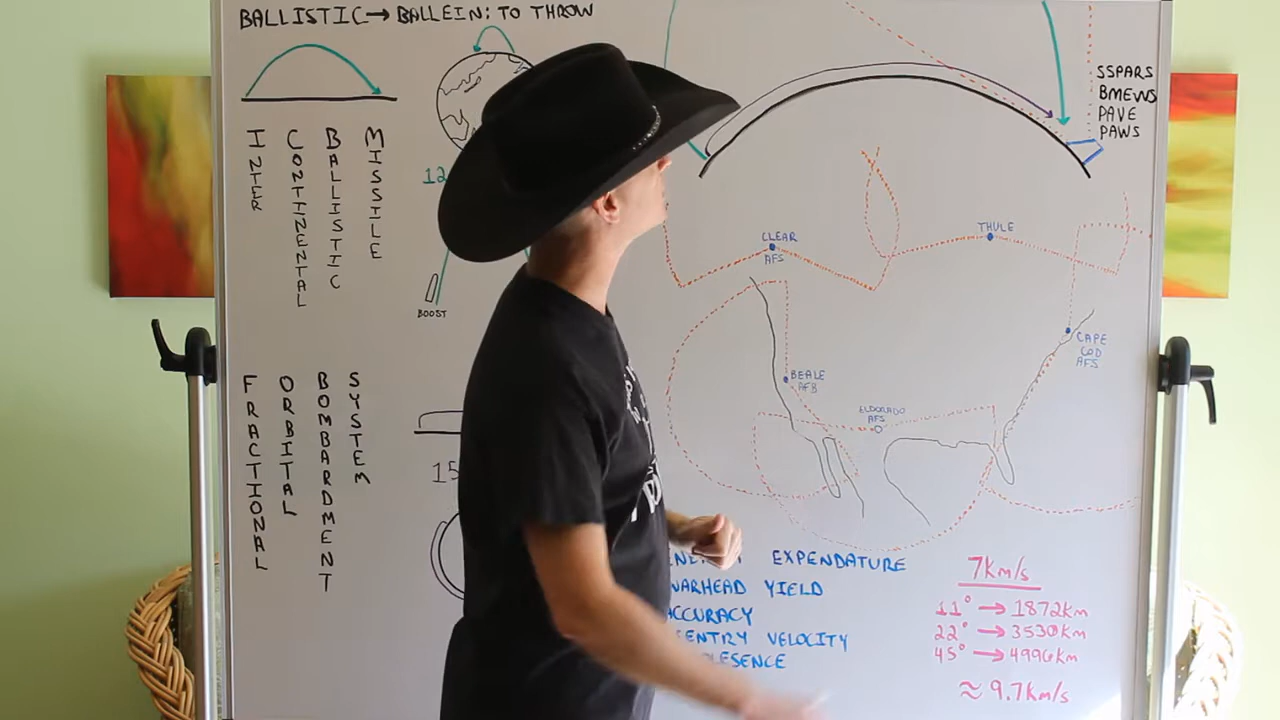 BALLISTIC → BALLEIN: TO THROW
INTER
CONTINENTAL
BALLISTIC
MISSILE
12
BOOST
FRACTIONAL
ORBITAL
BOMBARDMENT
SYSTEM
15
SSPARS
BMEWS
PAVE
PAWS
CLEAR
AFS
THULE
CAPE
COD
AFS
BEALE
AFB
ELDORADO
AFS
EXPENDATURE
WARHEAD YIELD
ACCURACY
VELOCITY
7km/s
11° → 1872km
22° → 3530km
45° → 4996km
≈ 9.7km/s